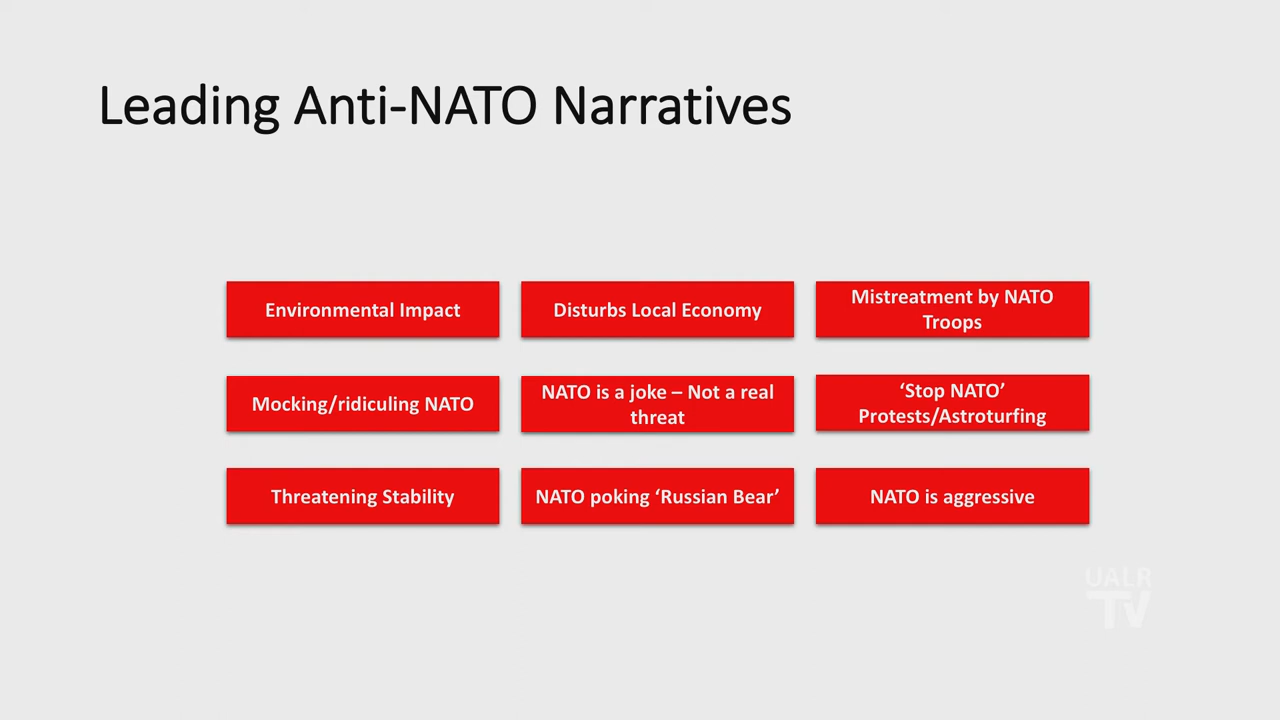 Leading Anti-NATO Narratives
Environmental Impact
Disturbs Local Economy
Mistreatment by NATO
Troops
Mocking/ridiculing NATO
NATO is a joke – Not a real
threat
‘Stop NATO’
Protests/Astroturfing
Threatening Stability
NATO poking ‘Russian Bear’
NATO is aggressive
UALR
TV